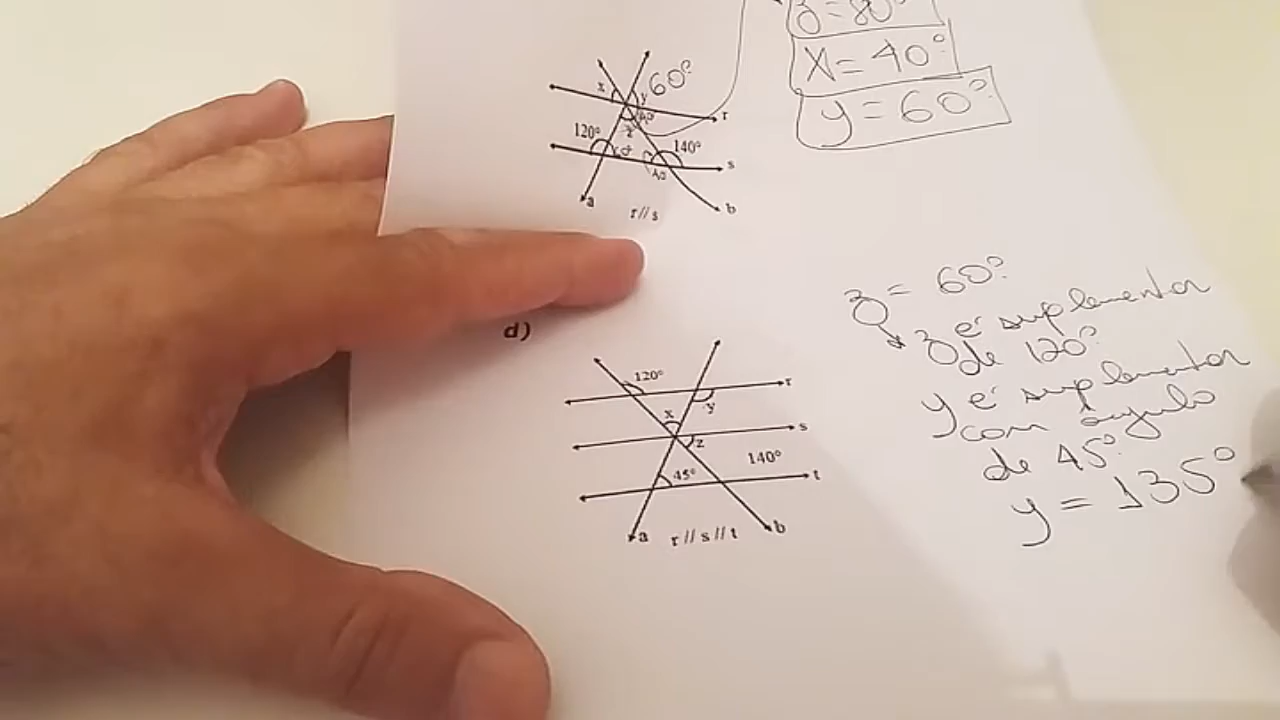 z = 80°
X = 40°
y = 60°
60°
x
y
r
120°
z
140°
s
a
b
r // s
z = 60°
z é suplementar
de 120°
y é suplementar
com ângulo
de 45°
y = 135°
d)
120°
r
x
y
s
z
140°
45°
t
a
r // s // t
b